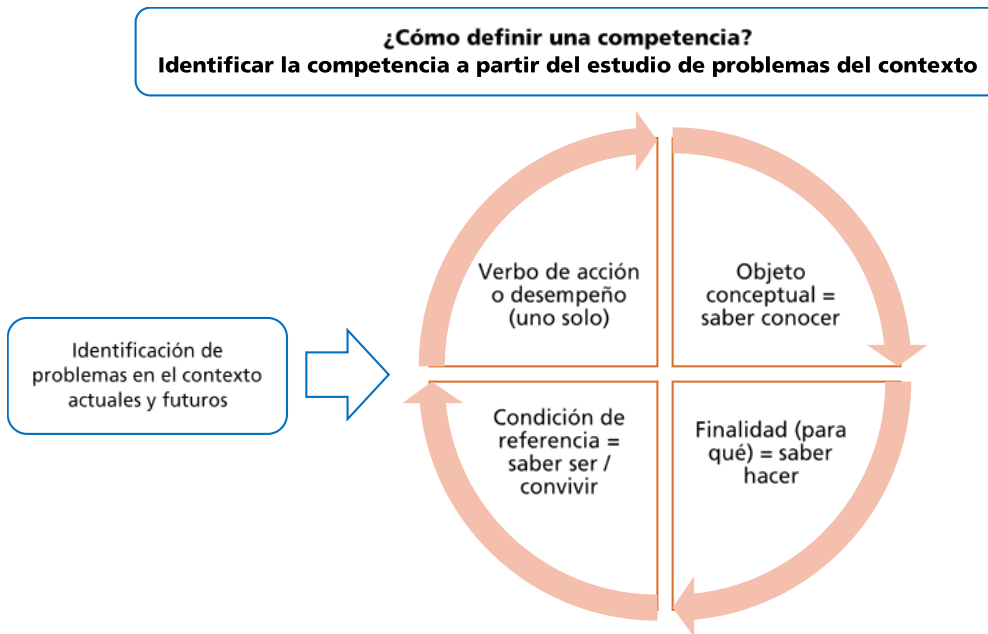 ¿Cómo definir una competencia?
Identificar la competencia a partir del estudio de problemas del contexto
Identificación de
problemas en el contexto
actuales y futuros
Verbo de acción
o desempeño
(uno solo)
Objeto
conceptual =
saber conocer
Condición de
referencia =
saber ser /
convivir
Finalidad (para
qué) = saber
hacer